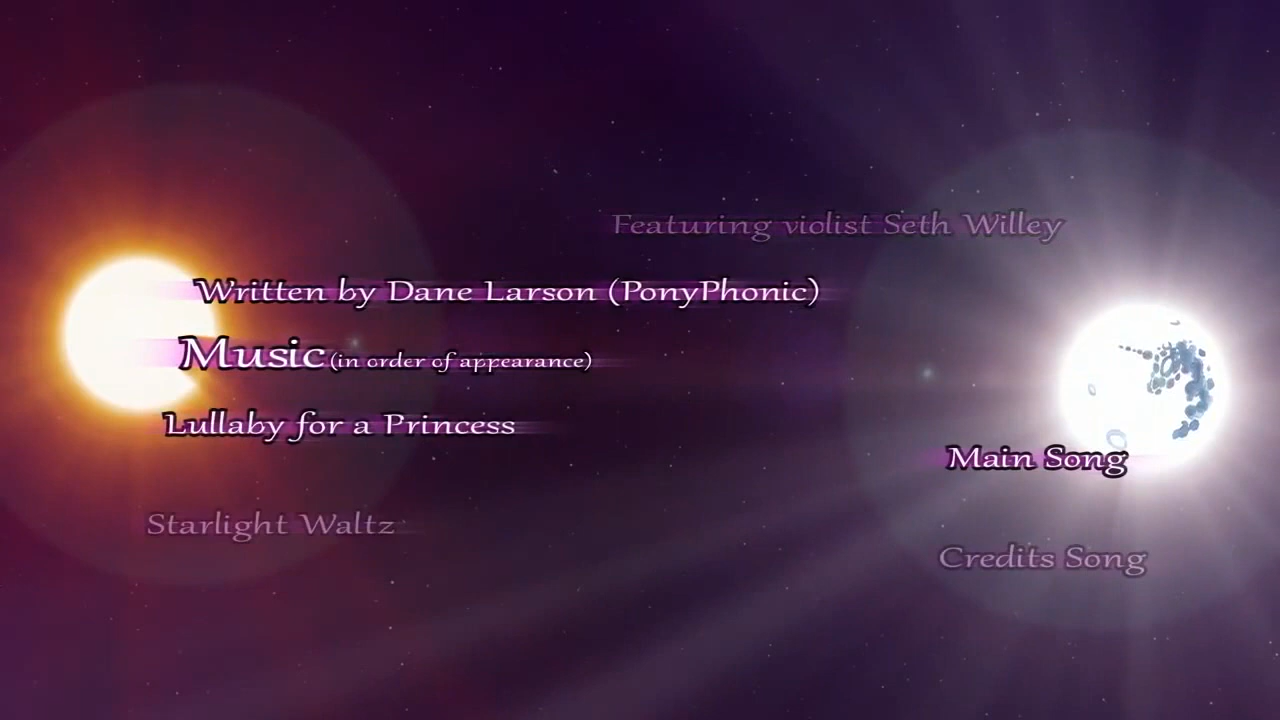 Featuring violist Seth Willey
Written by Dane Larson (PonyPhonic)
Music (in order of appearance)
Lullaby for a Princess
Main Song
Starlight Waltz
Credits Song